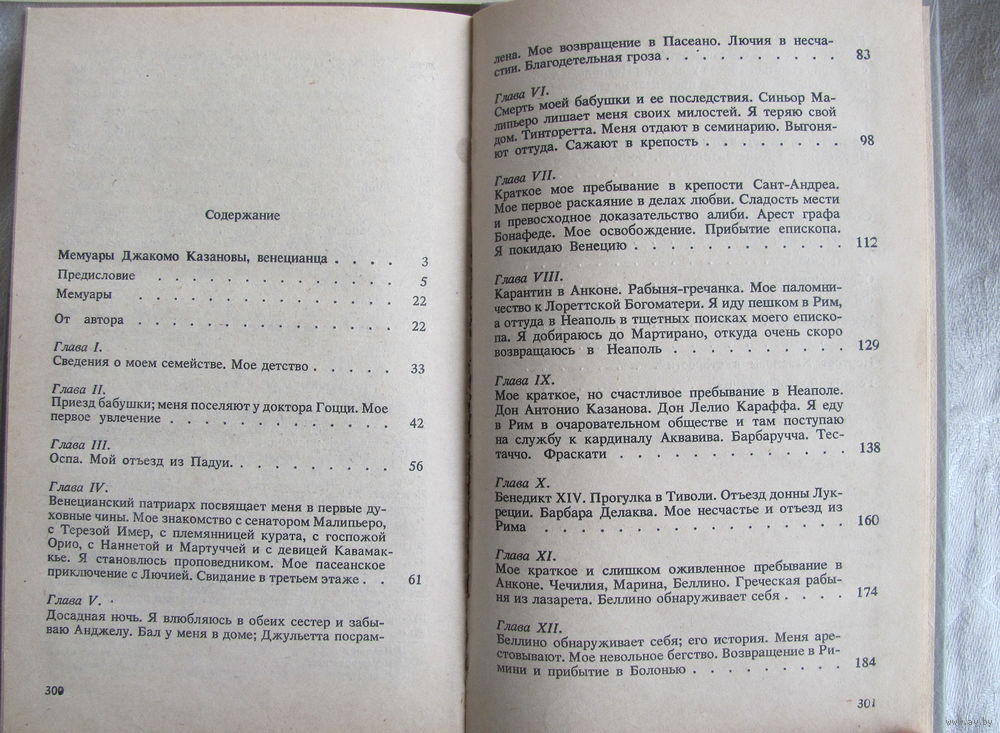 Содержание
Мемуары Джакомо Казановы, венецианца . . . . 3
Предисловие . . . . . . . . . . . . . . 5
Мемуары . . . . . . . . . . . . . . . 22
От автора . . . . . . . . . . . . . . . 22
Глава I.
Сведения о моем семействе. Мое детство . . . . . 33
Глава II.
Приезд бабушки; меня поселяют у доктора Гоцци. Мое
первое увлечение . . . . . . . . . . . . . 42
Глава III.
Оспа. Мой отъезд из Падуи. . . . . . . . . . 56
Глава IV.
Венецианский патриарх посвящает меня в первые ду-
ховные чины. Мое знакомство с сенатором Малипьеро,
с Терезой Имер, с племянницей курата, с госпожой
Орио, с Наннетой и Мартуччей и с девицей Кавамак-
кье. Я становлюсь проповедником. Мое пасеанское
приключение с Лючией. Свидание в третьем этаже . . 61
Глава V.
Досадная ночь. Я влюбляюсь в обеих сестер и забы-
ваю Анджелу. Бал у меня в доме; Джульетта посрам-
300
лена. Мое возвращение в Пасеано. Лючия в несча-
стии. Благодетельная гроза . . . . . . . . . . 83
Глава VI.
Смерть моей бабушки и ее последствия. Синьор Ма-
липьеро лишает меня своих милостей. Я теряю свой
дом. Тинторетта. Меня отдают в семинарию. Выгоня-
ют оттуда. Сажают в крепость . . . . . . . . 98
Глава VII.
Краткое мое пребывание в крепости Сант-Андреа.
Мое первое раскаяние в делах любви. Сладость мести
и превосходное доказательство алиби. Арест графа
Бонафеде. Мое освобождение. Прибытие епископа.
Я покидаю Венецию . . . . . . . . . . . . 112
Глава VIII.
Карантин в Анконе. Рабыня-гречанка. Мое паломни-
чество к Лореттской Богоматери. Я иду пешком в Рим,
а оттуда в Неаполь в тщетных поисках моего еписко-
па. Я добираюсь до Мартирано, откуда очень скоро
возвращаюсь в Неаполь . . . . . . . . . . 129
Глава IX.
Мое краткое, но счастливое пребывание в Неаполе.
Дон Антонио Казанова. Дон Лелио Караффа. Я еду
в Рим в очаровательном обществе и там поступаю
на службу к кардиналу Аквавива. Барбаручча. Тес-
таччо. Фраскати . . . . . . . . . . . . . 138
Глава X.
Бенедикт XIV. Прогулка в Тиволи. Отъезд донны Лук-
реции. Барбара Делаква. Мое несчастье и отъезд из
Рима . . . . . . . . . . . . . . . . . 160
Глава XI.
Мое краткое и слишком оживленное пребывание в
Анконе. Чечилия, Марина, Беллино. Греческая рабы-
ня из лазарета. Беллино обнаруживает себя . . . . 174
Глава XII.
Беллино обнаруживает себя; его история. Меня аре-
стовывают. Мое невольное бегство. Возвращение в Ри-
мини и прибытие в Болонью . . . . . . . . . 184
301
www.ay.by